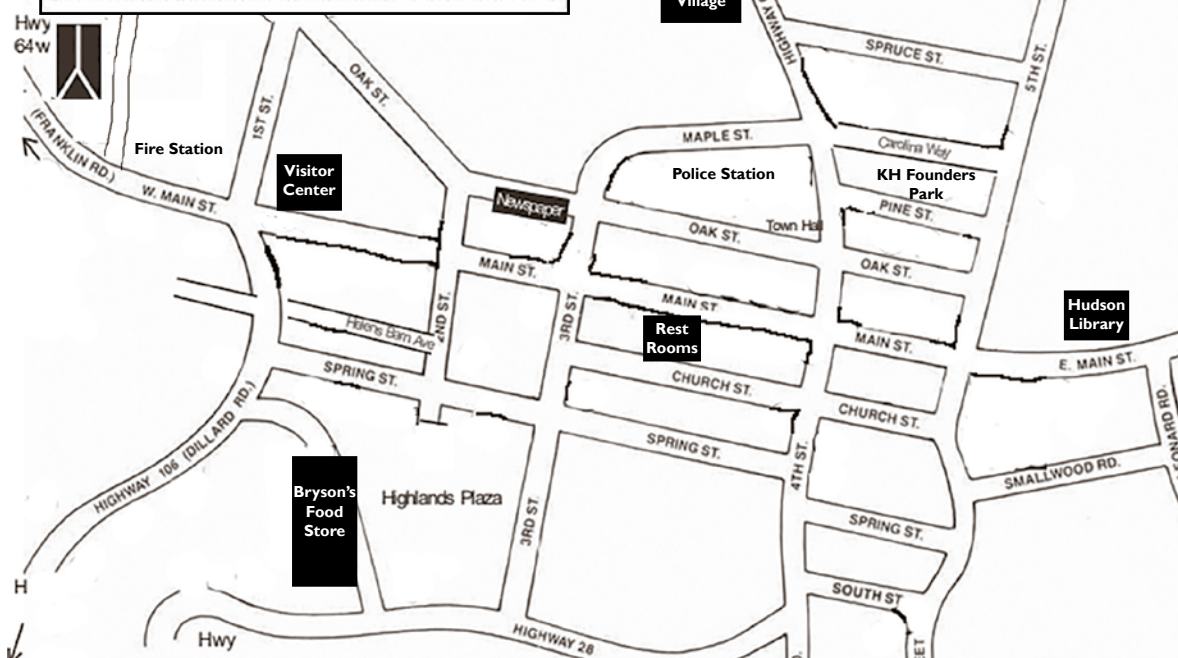 Village
Hwy
64w
HIGHWAY
SPRUCE ST.
5TH ST.
OAK ST.
1ST ST.
(FRANKLIN RD.)
Fire Station
MAPLE ST.
Carolina Way
Visitor
Center
Police Station
KH Founders
Park
W. MAIN ST.
Newspaper
PINE ST.
OAK ST.
Town Hall
MAIN ST.
OAK ST.
2ND ST.
3RD ST.
MAIN ST.
Hudson
Library
Helen's Barn Ave
Rest
Rooms
MAIN ST.
E. MAIN ST.
SPRING ST.
CHURCH ST.
HIGHWAY 106 (DILLARD RD.)
CHURCH ST.
SPRING ST.
4TH ST.
SMALLWOOD RD.
Bryson's
Food
Store
Highlands Plaza
3RD ST.
SPRING ST.
H
SOUTH ST
Hwy
HIGHWAY 28